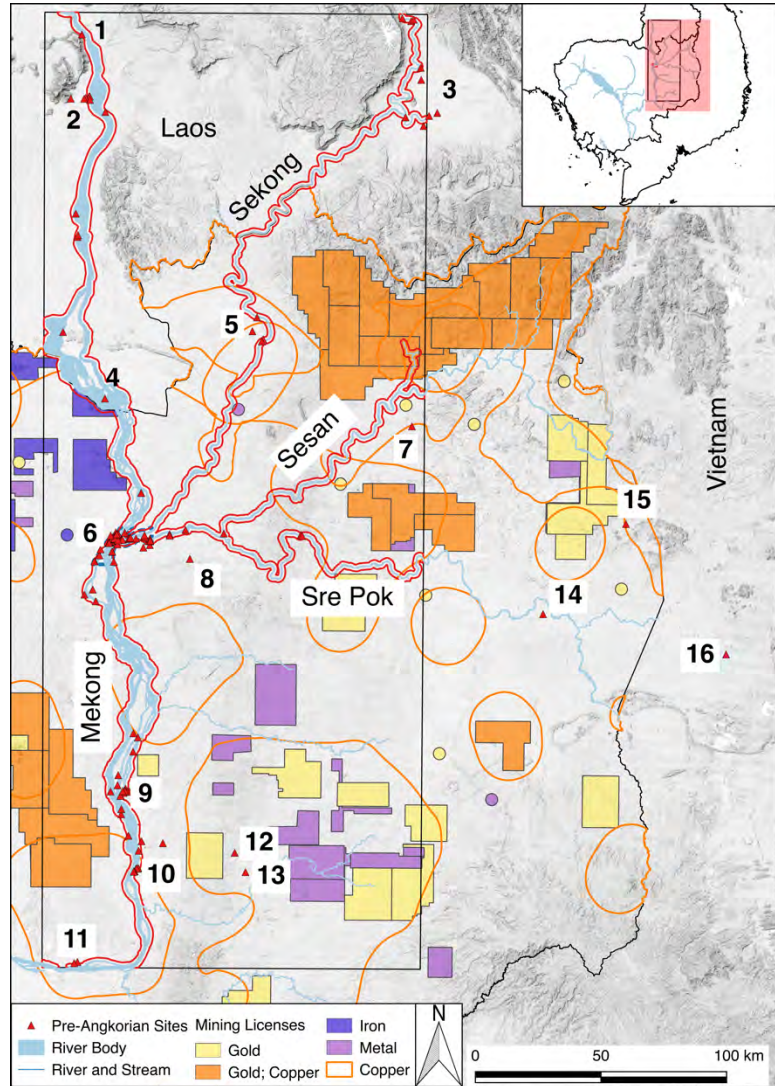 1
2
3
Laos
Sekong
4
5
Sesan
7
Vietnam
15
6
8
Sre Pok
14
16
Mekong
9
12
10
13
11
Pre-Angkorian Sites
River Body
River and Stream
Mining Licenses
Gold
Gold; Copper
Iron
Metal
Copper
N
0 50 100 km